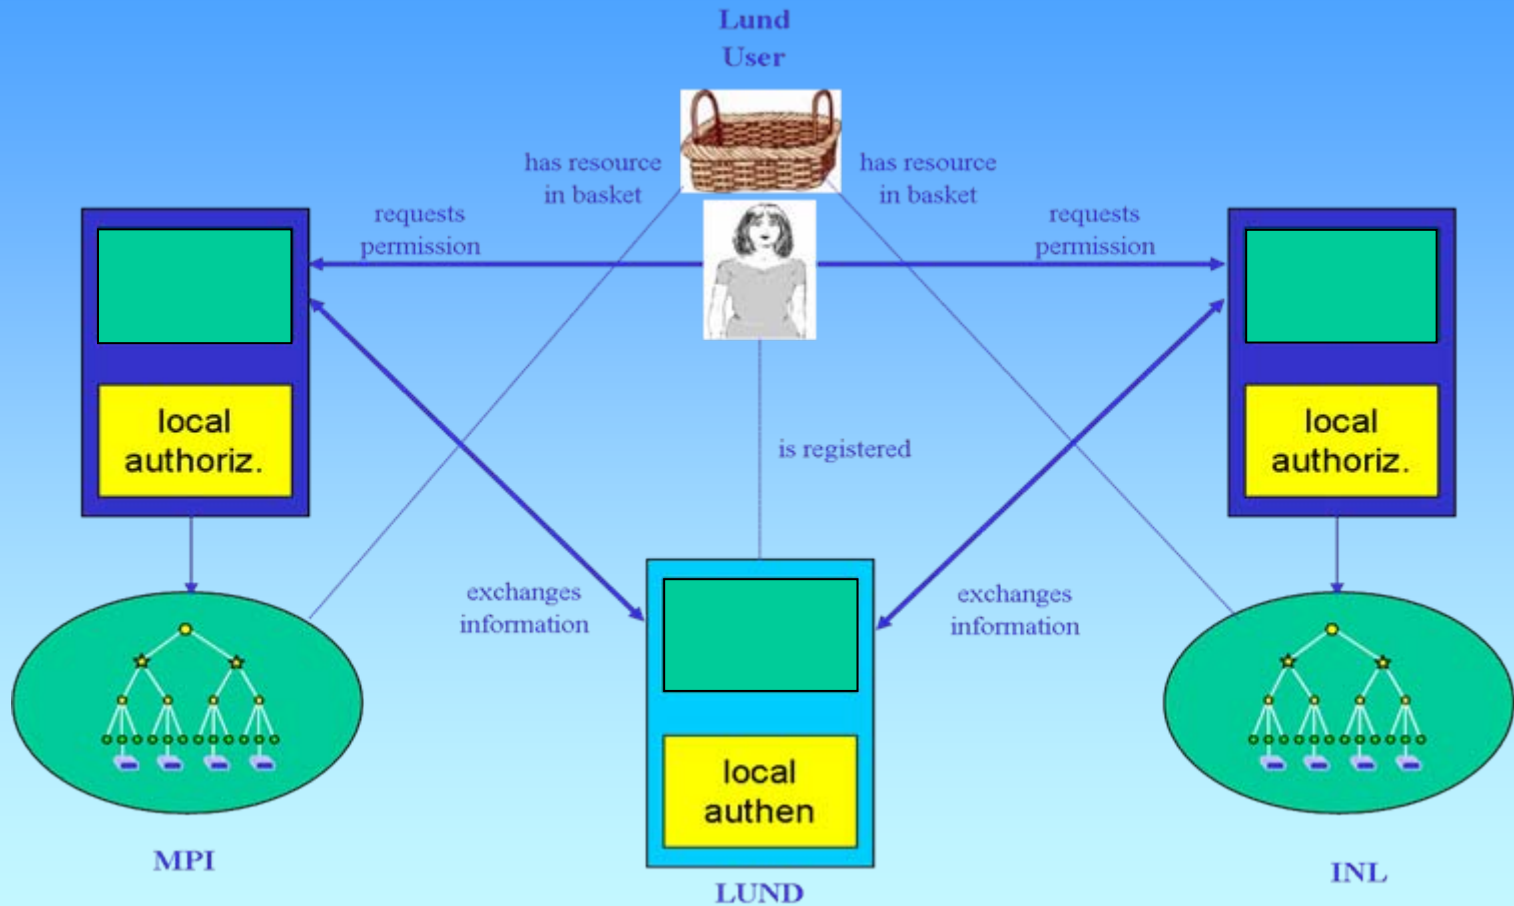 Lund
User
has resource
in basket
has resource
in basket
requests
permission
requests
permission
local
authoriz.
local
authoriz.
is registered
exchanges
information
exchanges
information
local
authen
MPI
LUND
INL